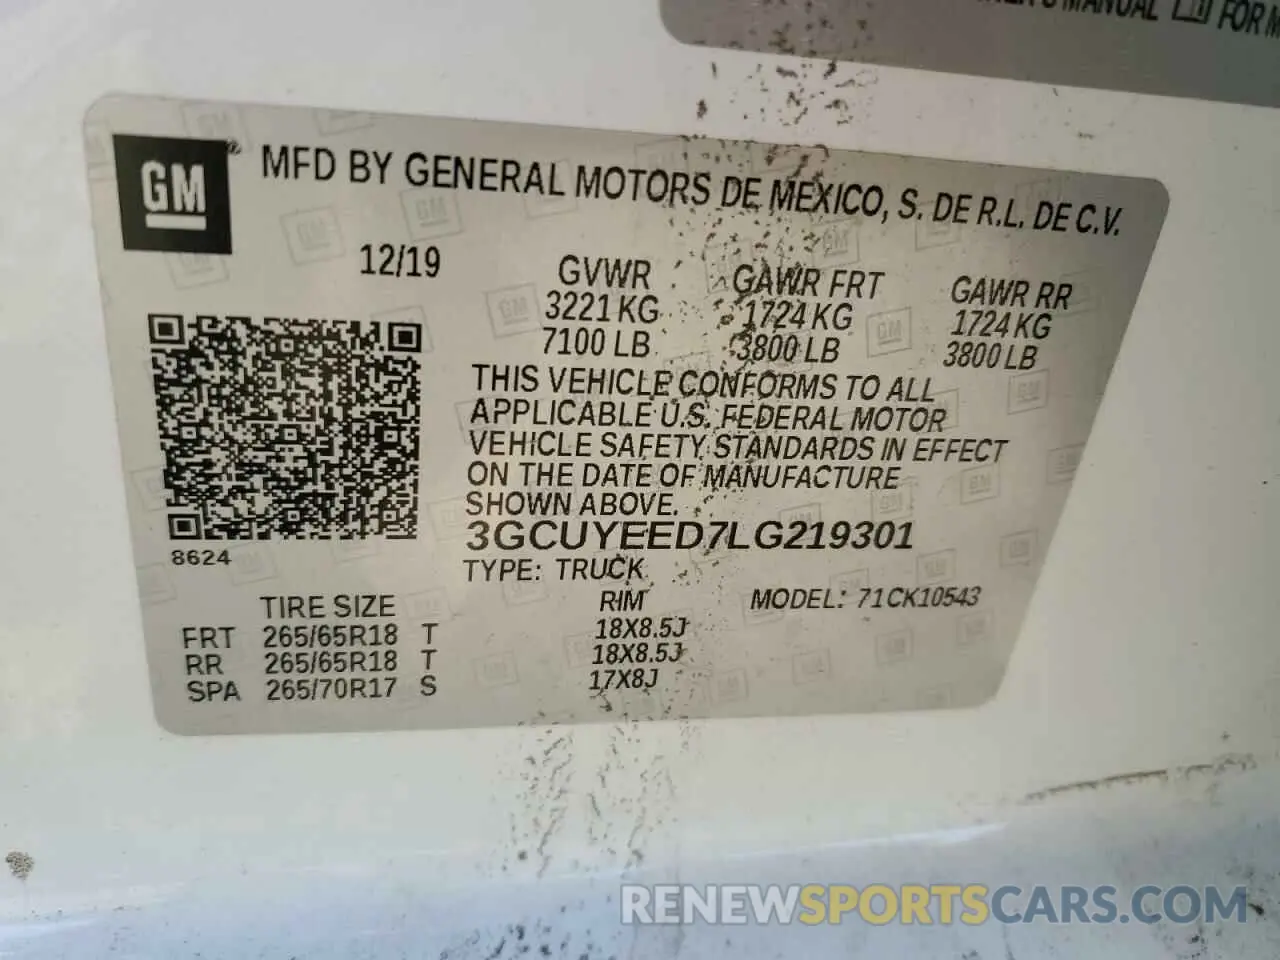 MANUAL FOR
GM
MFD BY GENERAL MOTORS DE MEXICO, S. DE R.L. DE C.V.
12/19
GVWR GAWR FRT GAWR RR
3221 KG 1724 KG 1724 KG
7100 LB 3800 LB 3800 LB
THIS VEHICLE CONFORMS TO ALL
APPLICABLE U.S. FEDERAL MOTOR
VEHICLE SAFETY STANDARDS IN EFFECT
ON THE DATE OF MANUFACTURE
SHOWN ABOVE.
8624
3GCUYEED7LG219301
TYPE: TRUCK
TIRE SIZE RIM MODEL: 71CK10543
FRT 265/65R18 T 18X8.5J
RR 265/65R18 T 18X8.5J
SPA 265/70R17 S 17X8J
RENEWSPORTSCARS.COM